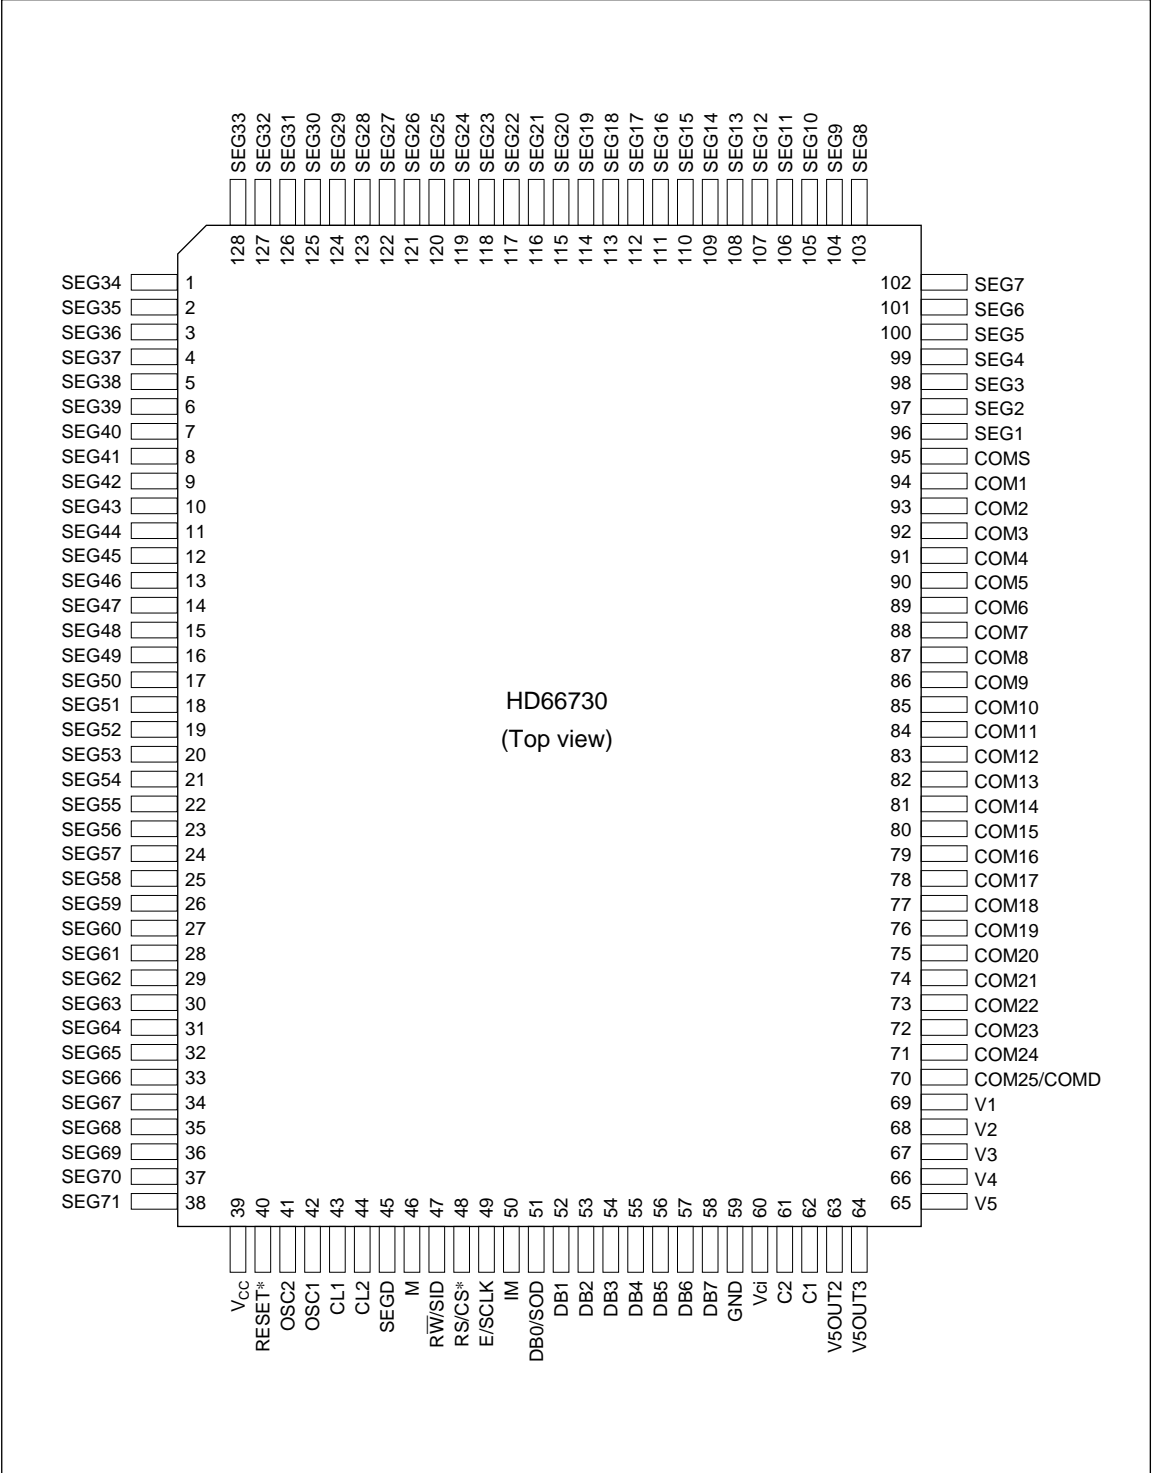 SEG33 SEG32 SEG31 SEG30 SEG29 SEG28 SEG27 SEG26 SEG25 SEG24 SEG23 SEG22 SEG21 SEG20 SEG19 SEG18 SEG17 SEG16 SEG15 SEG14 SEG13 SEG12 SEG11 SEG10 SEG9 SEG8
128 127 126 125 124 123 122 121 120 119 118 117 116 115 114 113 112 111 110 109 108 107 106 105 104 103
SEG34 1 102 SEG7
SEG35 2 101 SEG6
SEG36 3 100 SEG5
SEG37 4 99 SEG4
SEG38 5 98 SEG3
SEG39 6 97 SEG2
SEG40 7 96 SEG1
SEG41 8 95 COMS
SEG42 9 94 COM1
SEG43 10 93 COM2
SEG44 11 92 COM3
SEG45 12 91 COM4
SEG46 13 90 COM5
SEG47 14 89 COM6
SEG48 15 88 COM7
SEG49 16 87 COM8
SEG50 17 86 COM9
SEG51 18 85 COM10
SEG52 19 84 COM11
SEG53 20 83 COM12
SEG54 21 82 COM13
SEG55 22 81 COM14
SEG56 23 80 COM15
SEG57 24 79 COM16
SEG58 25 78 COM17
SEG59 26 77 COM18
SEG60 27 76 COM19
SEG61 28 75 COM20
SEG62 29 74 COM21
SEG63 30 73 COM22
SEG64 31 72 COM23
SEG65 32 71 COM24
SEG66 33 70 COM25/COMD
SEG67 34 69 V1
SEG68 35 68 V2
SEG69 36 67 V3
SEG70 37 66 V4
SEG71 38 65 V5
HD66730
(Top view)
39 40 41 42 43 44 45 46 47 48 49 50 51 52 53 54 55 56 57 58 59 60 61 62 63 64
VCC RESET* OSC2 OSC1 CL1 CL2 SEGD M RW̅/SID RS/CS* E/SCLK IM DB0/SOD DB1 DB2 DB3 DB4 DB5 DB6 DB7 GND Vci C2 C1 V5OUT2 V5OUT3